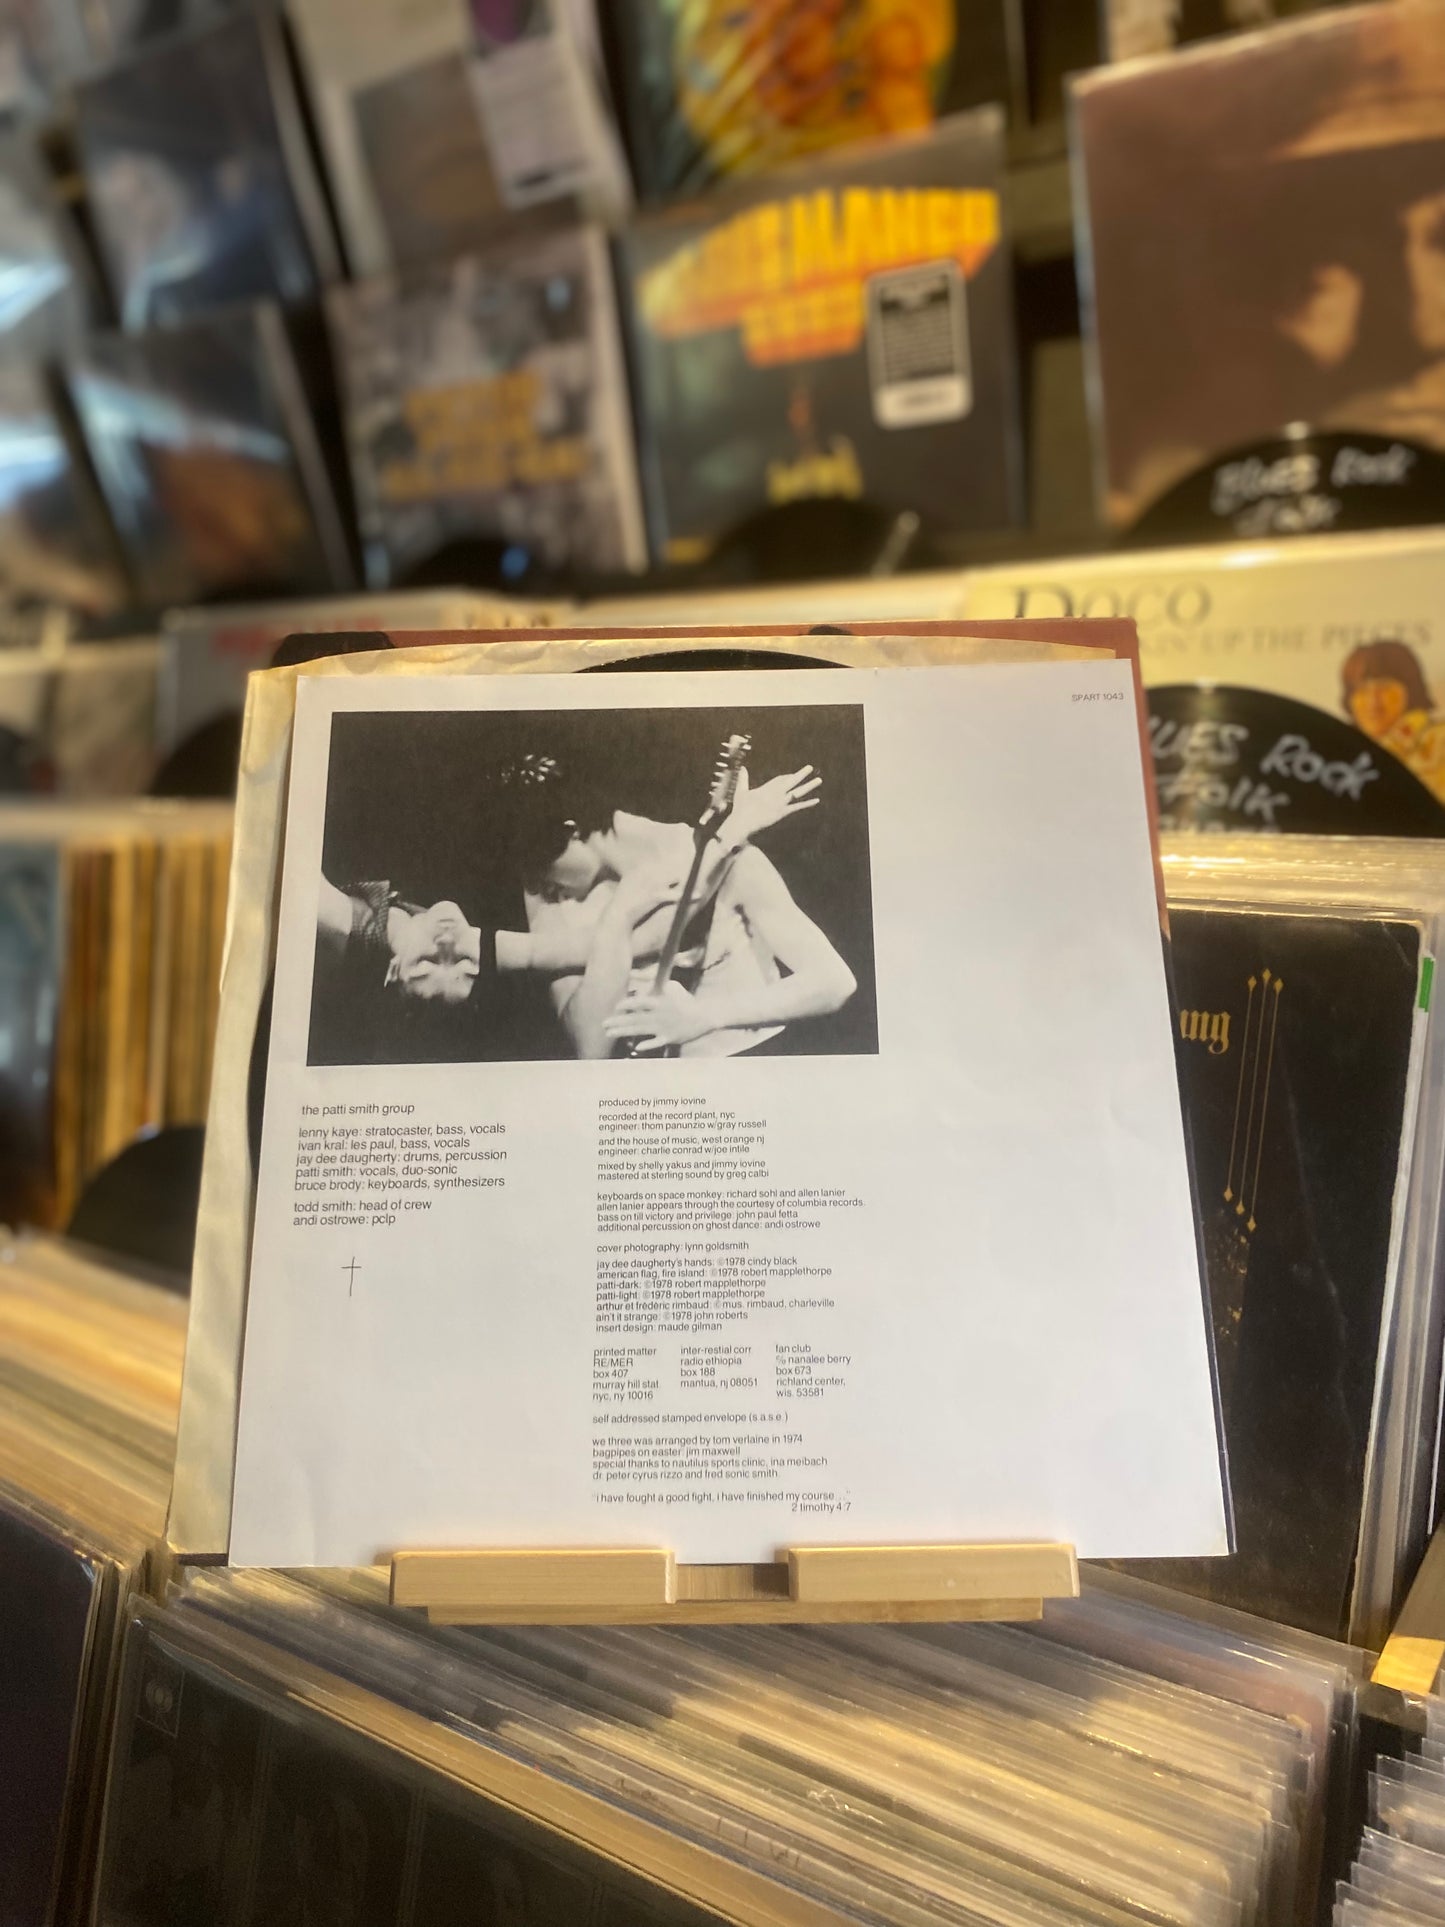 SPART 1043
the patti smith group
lenny kaye: stratocaster, bass, vocals
ivan kral: les paul, bass, vocals
jay dee daugherty: drums, percussion
patti smith: vocals, duo-sonic
bruce brody: keyboards, synthesizers
todd smith: head of crew
andi ostrowe: pclp
produced by jimmy iovine
recorded at the record plant, nyc
engineer: thom panunzio w/gray russell
and the house of music, west orange nj
engineer: charlie conrad w/joe intile
mixed by shelly yakus and jimmy iovine
mastered at sterling sound by greg calbi
keyboards on space monkey: richard sohl and allen lanier
allen lanier appears through the courtesy of columbia records.
bass on till victory and privilege: john paul fetta
additional percussion on ghost dance: andi ostrowe
cover photography: lynn goldsmith
jay dee daugherty's hands: ©1978 cindy black
american flag, fire island: ©1978 robert mapplethorpe
patti-dark: ©1978 robert mapplethorpe
patti-light: ©1978 robert mapplethorpe
arthur et frédéric rimbaud: ©mus. rimbaud, charleville
ain't it strange: ©1978 john roberts
insert design: maude gilman
printed matter
RE/MER
box 407
murray hill stat.
nyc, ny 10016
inter-restial corr.
radio ethiopia
box 188
mantua, nj 08051
fan club
c/o nanalee berry
box 673
richland center,
wis. 53581
self addressed stamped envelope (s.a.s.e.)
we three was arranged by tom verlaine in 1974
bagpipes on easter: jim maxwell
special thanks to nautilus sports clinic, ina meibach
dr. peter cyrus rizzo and fred sonic smith.
"i have fought a good fight, i have finished my course..."
2 timothy 4:7
BLUES Rock
POCO
UP THE PIECES
UES Rock
Folk
ung